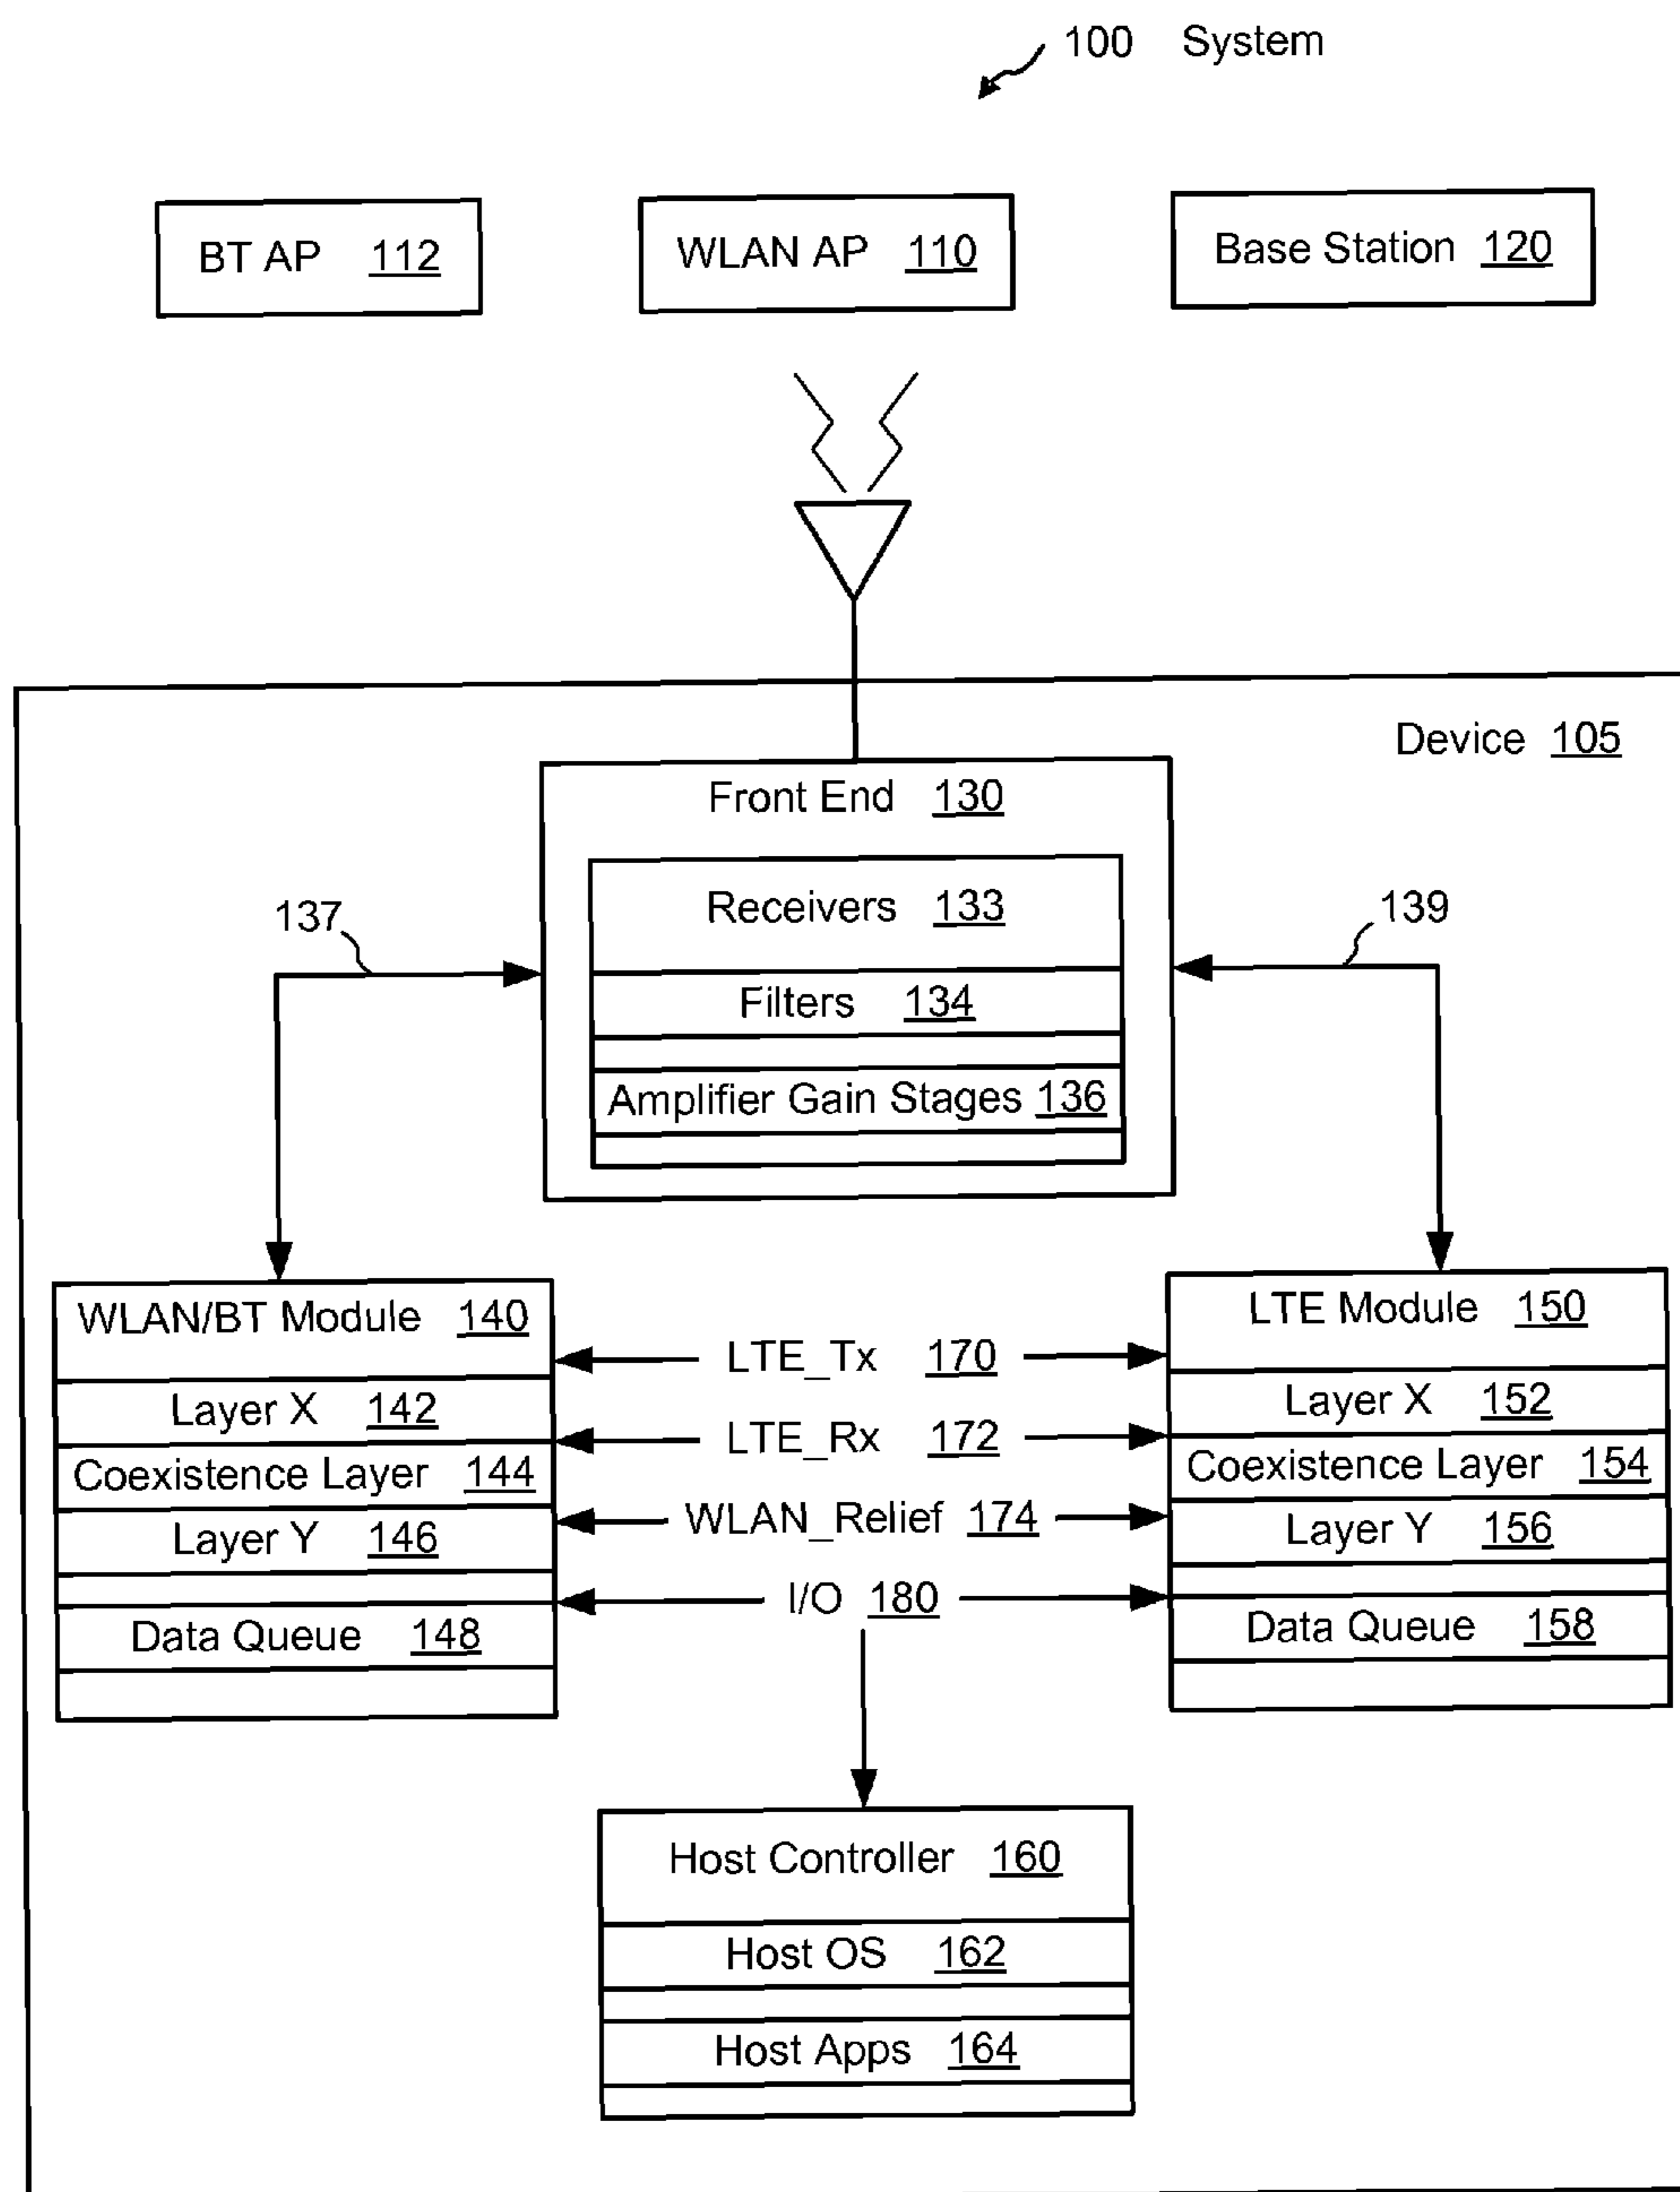 100 System
BT AP 112
WLAN AP 110
Base Station 120
Device 105
Front End 130
Receivers 133
137
139
Filters 134
Amplifier Gain Stages 136
WLAN/BT Module 140
LTE Module 150
LTE_Tx 170
Layer X 142
Layer X 152
LTE_Rx 172
Coexistence Layer 144
Coexistence Layer 154
WLAN_Relief 174
Layer Y 146
Layer Y 156
I/O 180
Data Queue 148
Data Queue 158
Host Controller 160
Host OS 162
Host Apps 164